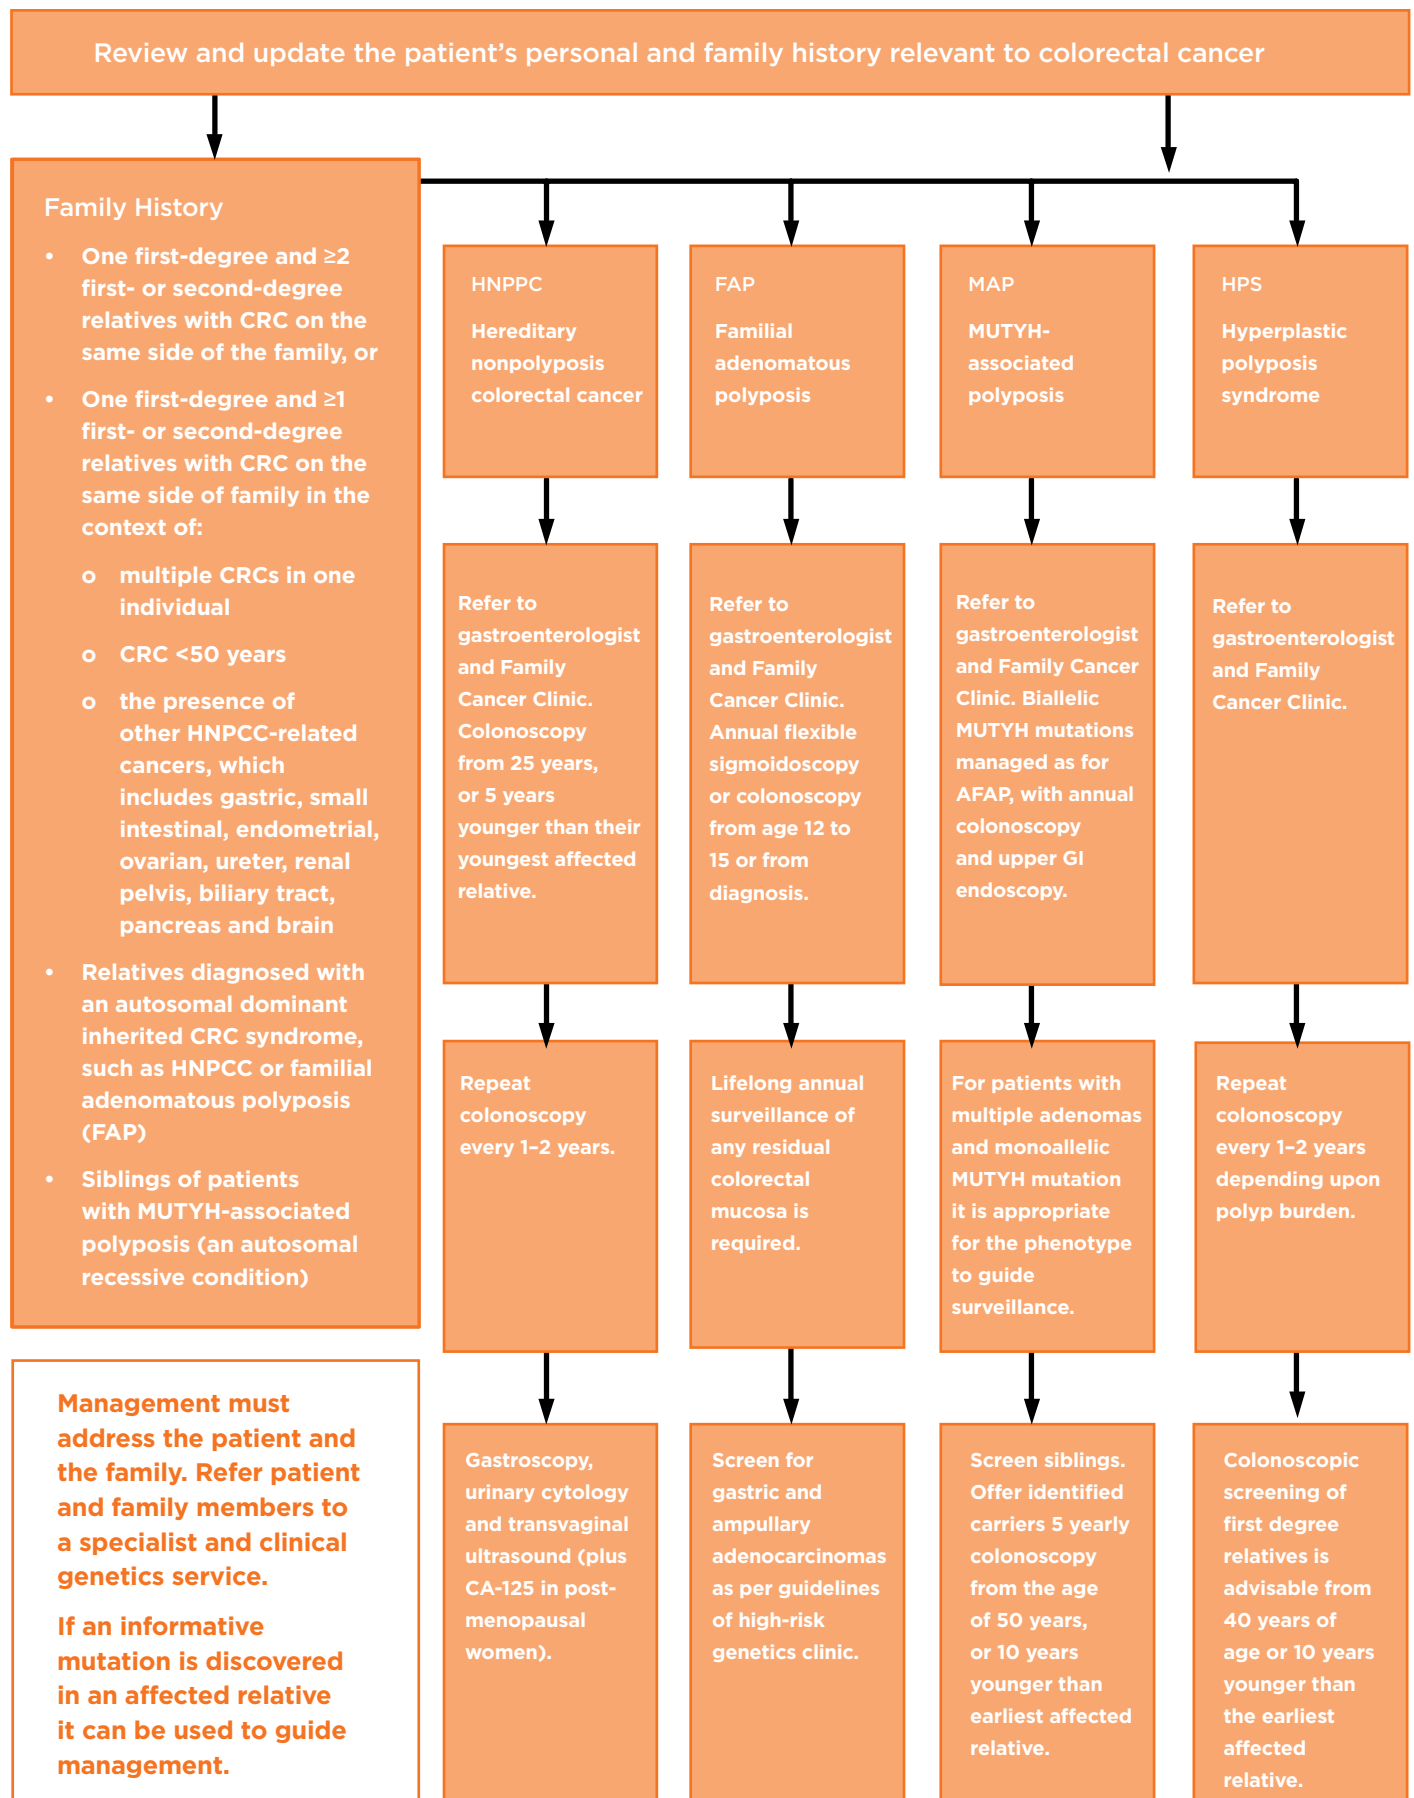 Review and update the patient’s personal and family history relevant to colorectal cancer
Family History
• One first-degree and ≥2
first- or second-degree
relatives with CRC on the
same side of the family, or
• One first-degree and ≥1
first- or second-degree
relatives with CRC on the
same side of family in the
context of:
o multiple CRCs in one
individual
o CRC <50 years
o the presence of
other HNPCC-related
cancers, which
includes gastric, small
intestinal, endometrial,
ovarian, ureter, renal
pelvis, biliary tract,
pancreas and brain
• Relatives diagnosed with
an autosomal dominant
inherited CRC syndrome,
such as HNPCC or familial
adenomatous polyposis
(FAP)
• Siblings of patients
with MUTYH-associated
polyposis (an autosomal
recessive condition)
Management must
address the patient and
the family. Refer patient
and family members to
a specialist and clinical
genetics service.
If an informative
mutation is discovered
in an affected relative
it can be used to guide
management.
HNPPC
Hereditary
nonpolyposis
colorectal cancer
Refer to
gastroenterologist
and Family
Cancer Clinic.
Colonoscopy
from 25 years,
or 5 years
younger than their
youngest affected
relative.
Repeat
colonoscopy
every 1–2 years.
Gastroscopy,
urinary cytology
and transvaginal
ultrasound (plus
CA-125 in post-
menopausal
women).
FAP
Familial
adenomatous
polyposis
Refer to
gastroenterologist
and Family
Cancer Clinic.
Annual flexible
sigmoidoscopy
or colonoscopy
from age 12 to
15 or from
diagnosis.
Lifelong annual
surveillance of
any residual
colorectal
mucosa is
required.
Screen for
gastric and
ampullary
adenocarcinomas
as per guidelines
of high-risk
genetics clinic.
MAP
MUTYH-
associated
polyposis
Refer to
gastroenterologist
and Family Cancer
Clinic. Biallelic
MUTYH mutations
managed as for
AFAP, with annual
colonoscopy
and upper GI
endoscopy.
For patients with
multiple adenomas
and monoallelic
MUTYH mutation
it is appropriate
for the phenotype
to guide
surveillance.
Screen siblings.
Offer identified
carriers 5 yearly
colonoscopy
from the age
of 50 years,
or 10 years
younger than
earliest affected
relative.
HPS
Hyperplastic
polyposis
syndrome
Refer to
gastroenterologist
and Family
Cancer Clinic.
Repeat
colonoscopy
every 1–2 years
depending upon
polyp burden.
Colonoscopic
screening of
first degree
relatives is
advisable from
40 years of
age or 10 years
younger than
the earliest
affected
relative.